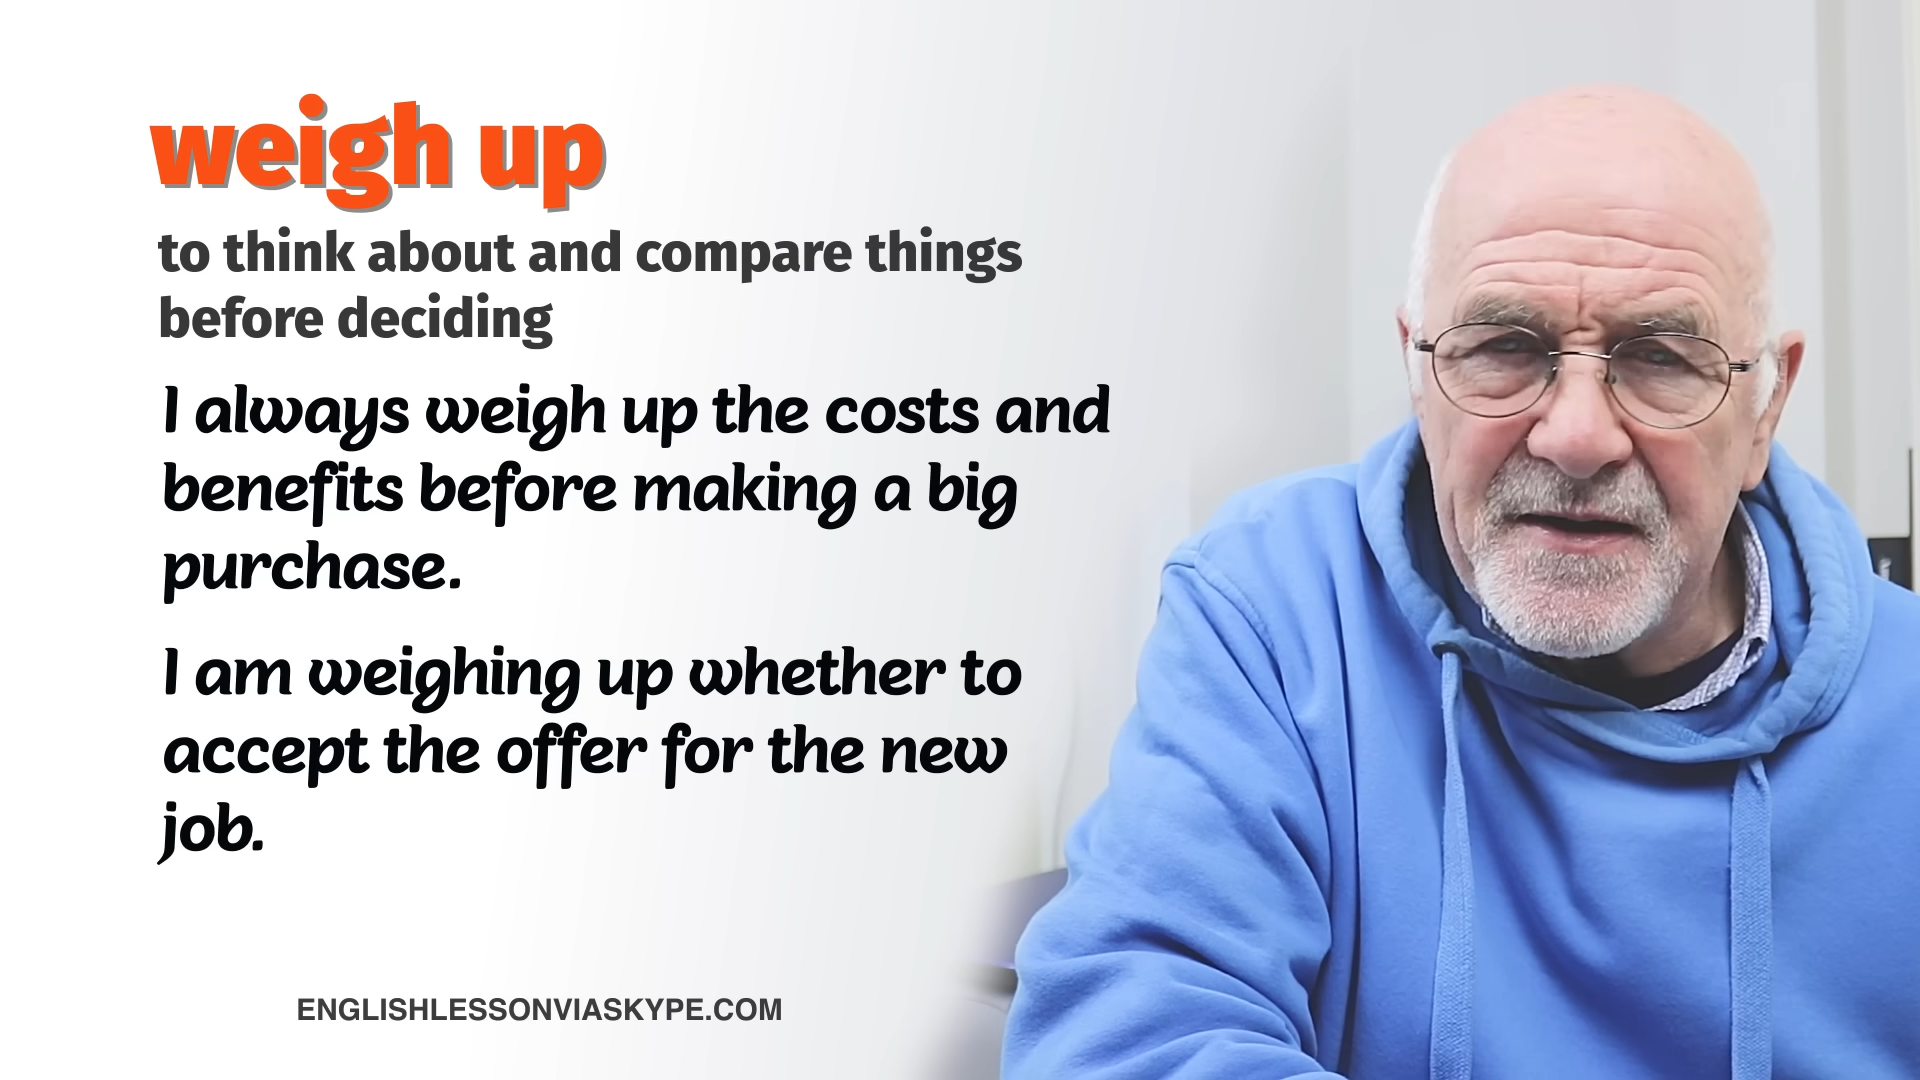 weigh up
to think about and compare things
before deciding
I always weigh up the costs and
benefits before making a big
purchase.
I am weighing up whether to
accept the offer for the new
job.
ENGLISHLESSONVIASKYPE.COM